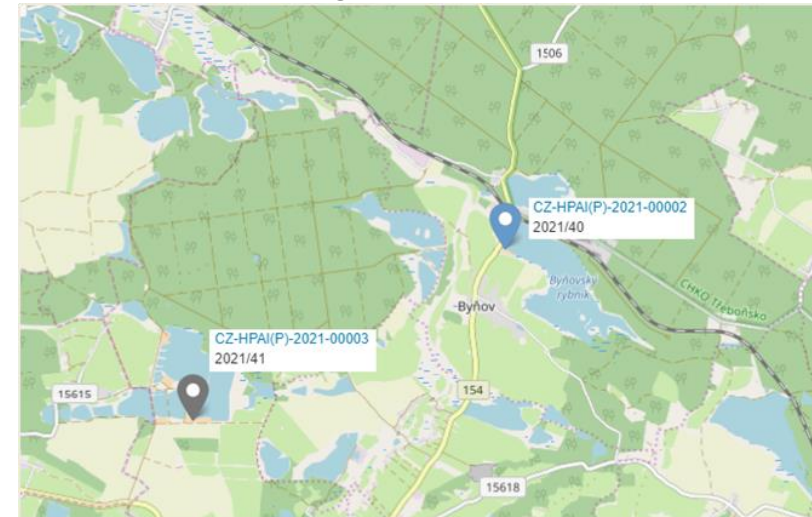 1506
CZ-HPAI(P)-2021-00002
2021/40
Byňovský
rybník
CHKO Třeboňsko
Byňov
CZ-HPAI(P)-2021-00003
2021/41
15615
154
15618